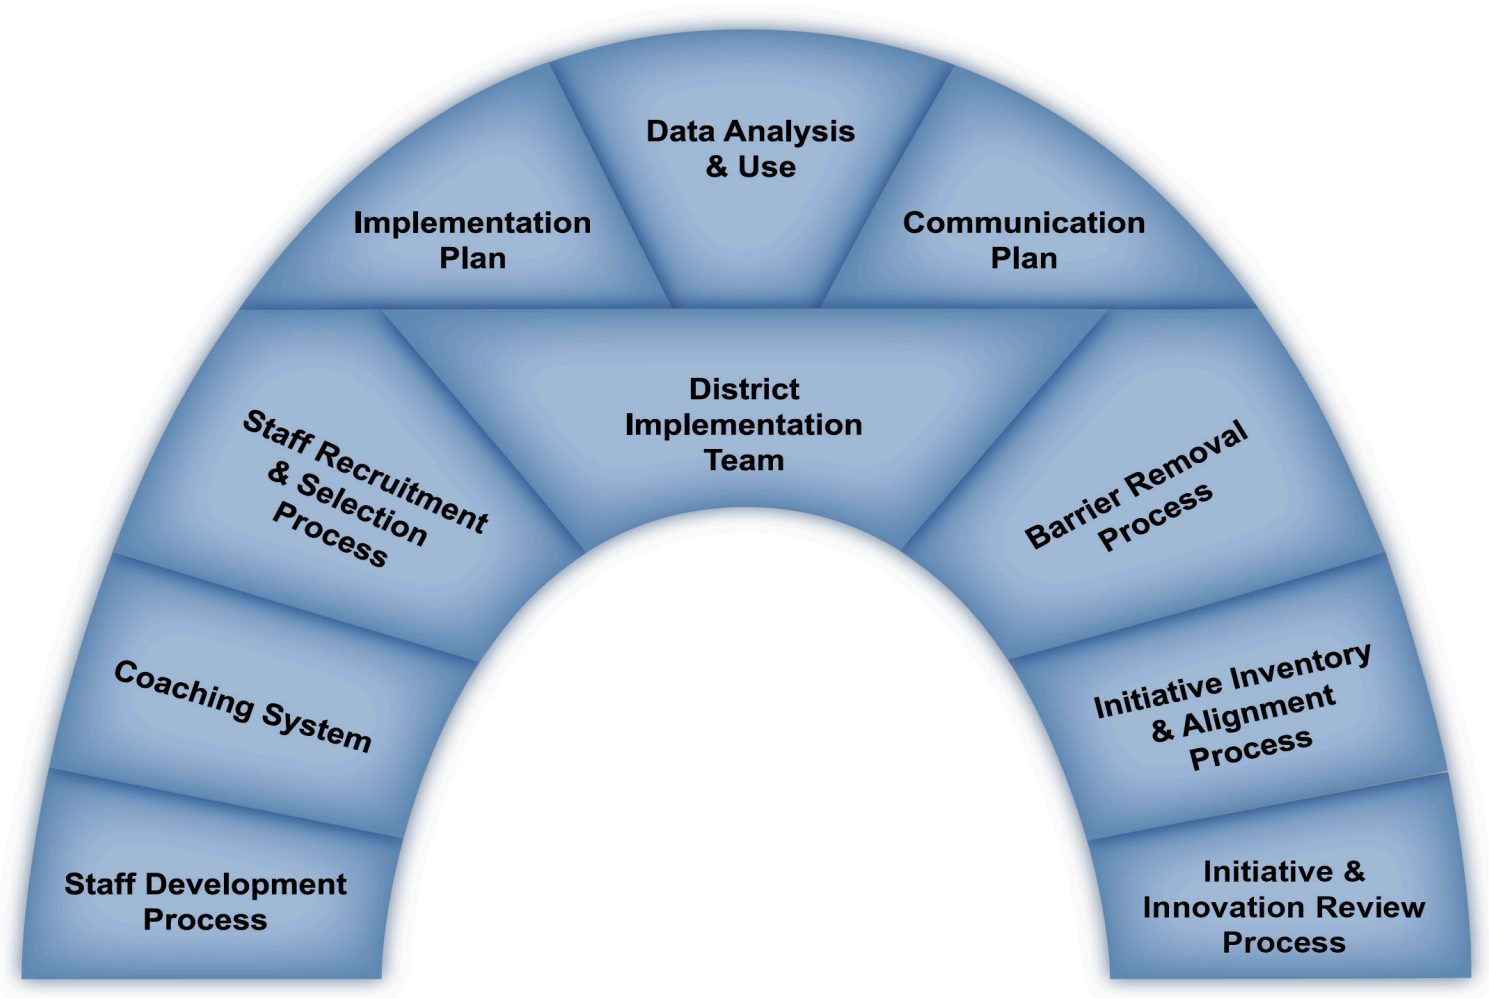 Data Analysis
& Use
Implementation
Plan
Communication
Plan
District
Implementation
Team
Staff Recruitment
& Selection
Process
Barrier Removal
Process
Coaching System
Initiative Inventory
& Alignment
Process
Staff Development
Process
Initiative &
Innovation Review
Process